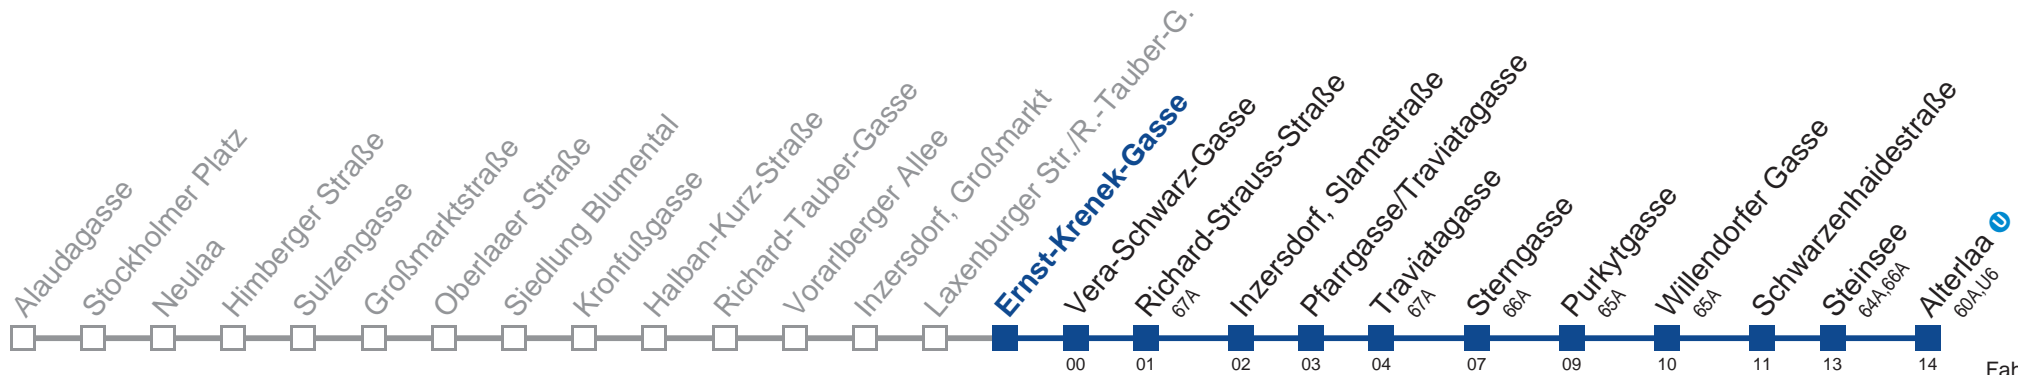 Alaudagasse
Stockholmer Platz
Neulaa
Himberger Straße
Sulzengasse
Großmarktstraße
Oberlaaer Straße
Siedlung Blumental
Kronfußgasse
Halban-Kurz-Straße
Richard-Tauber-Gasse
Vorarlberger Allee
Inzersdorf, Großmarkt
Laxenburger Str./R.-Tauber-G.
Ernst-Krenek-Gasse
Vera-Schwarz-Gasse
00
Richard-Strauss-Straße
67A
01
Inzersdorf, Slamastraße
02
Pfarrgasse/Traviatagasse
03
Traviatagasse
67A
04
Sterngasse
66A
07
Purkytgasse
65A
09
Willendorfer Gasse
65A
10
Schwarzenhaidestraße
11
Steinsee
64A,66A
13
Alterlaa U
60A,U6
14
Fah